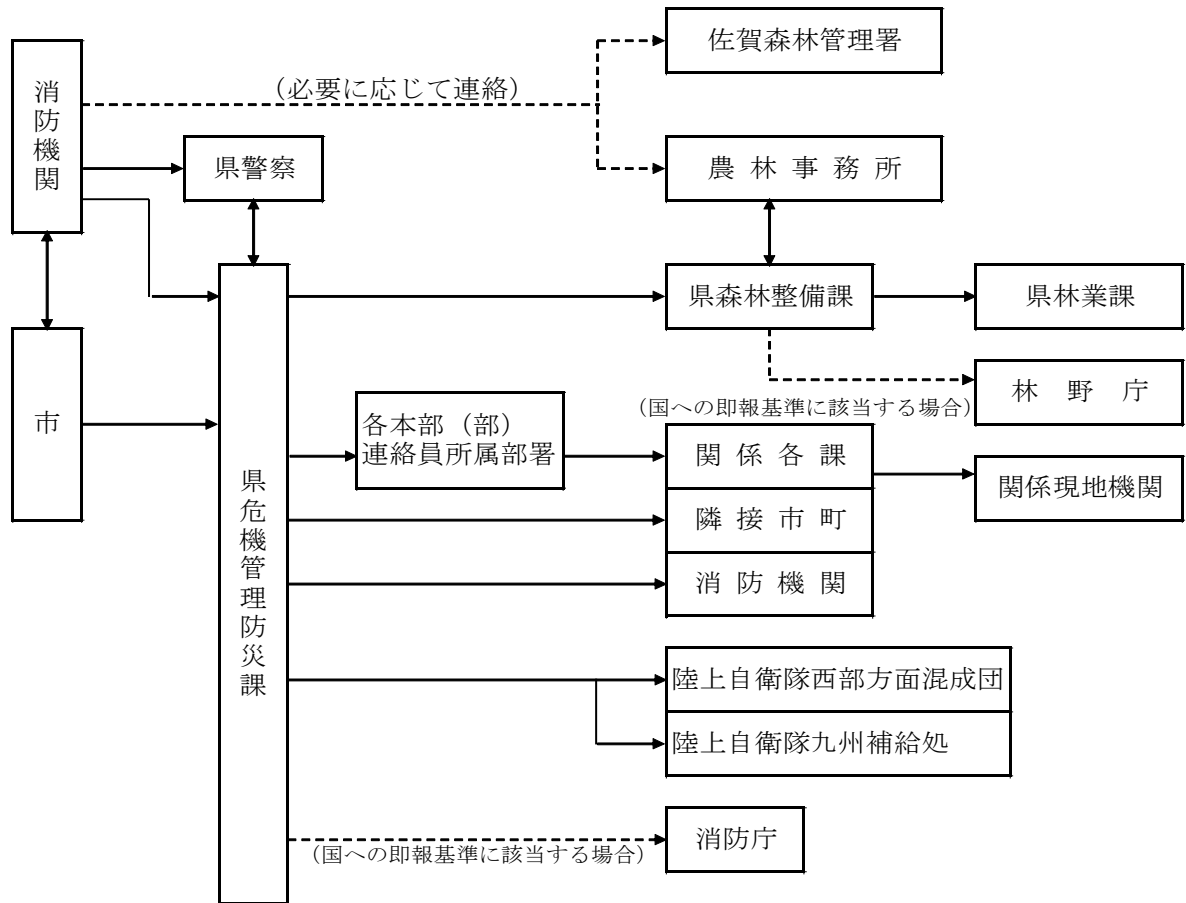 佐賀森林管理署
消防機関
（必要に応じて連絡）
県警察
農林事務所
県森林整備課
県林業課
市
林野庁
（国への即報基準に該当する場合）
各本部（部）
連絡員所属部署
関係各課
関係現地機関
県危機管理防災課
隣接市町
消防機関
陸上自衛隊西部方面混成団
陸上自衛隊九州補給処
消防庁
（国への即報基準に該当する場合）